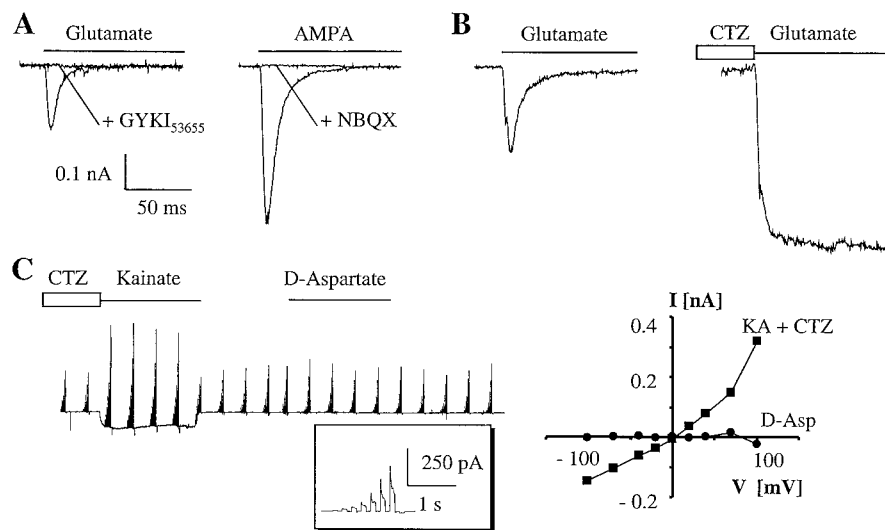 A
Glutamate
AMPA
+ GYKI53655
+ NBQX
0.1 nA
50 ms
B
Glutamate
CTZ
Glutamate
C
CTZ
Kainate
D-Aspartate
250 pA
1 s
I [nA]
0.4
KA + CTZ
0.2
D-Asp
- 100
100
V [mV]
- 0.2